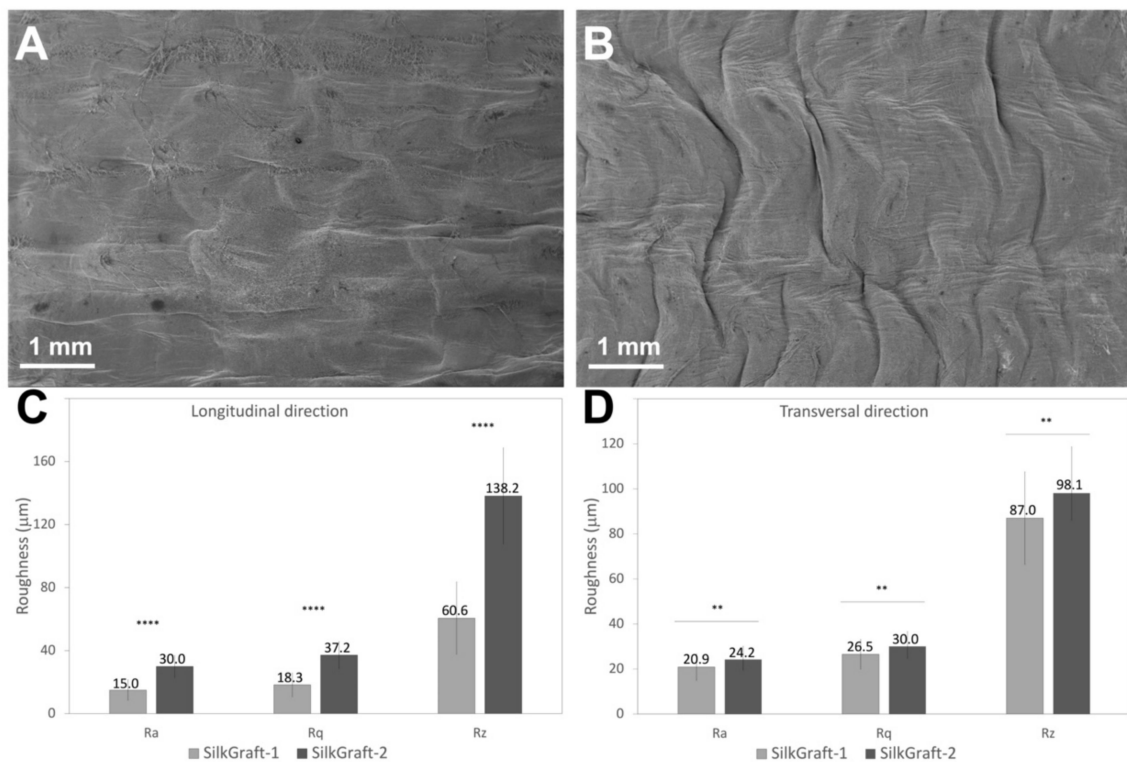 A
B
1 mm
1 mm
C
Longitudinal direction
****
160
138.2
120
Roughness (μm)
80
60.6
****
****
40
37.2
30.0
18.3
15.0
0
Ra
Rq
Rz
SilkGraft-1
SilkGraft-2
D
Transversal direction
**
120
100
98.1
87.0
80
Roughness (μm)
60
**
**
40
30.0
26.5
24.2
20.9
20
0
Ra
Rq
Rz
SilkGraft-1
SilkGraft-2